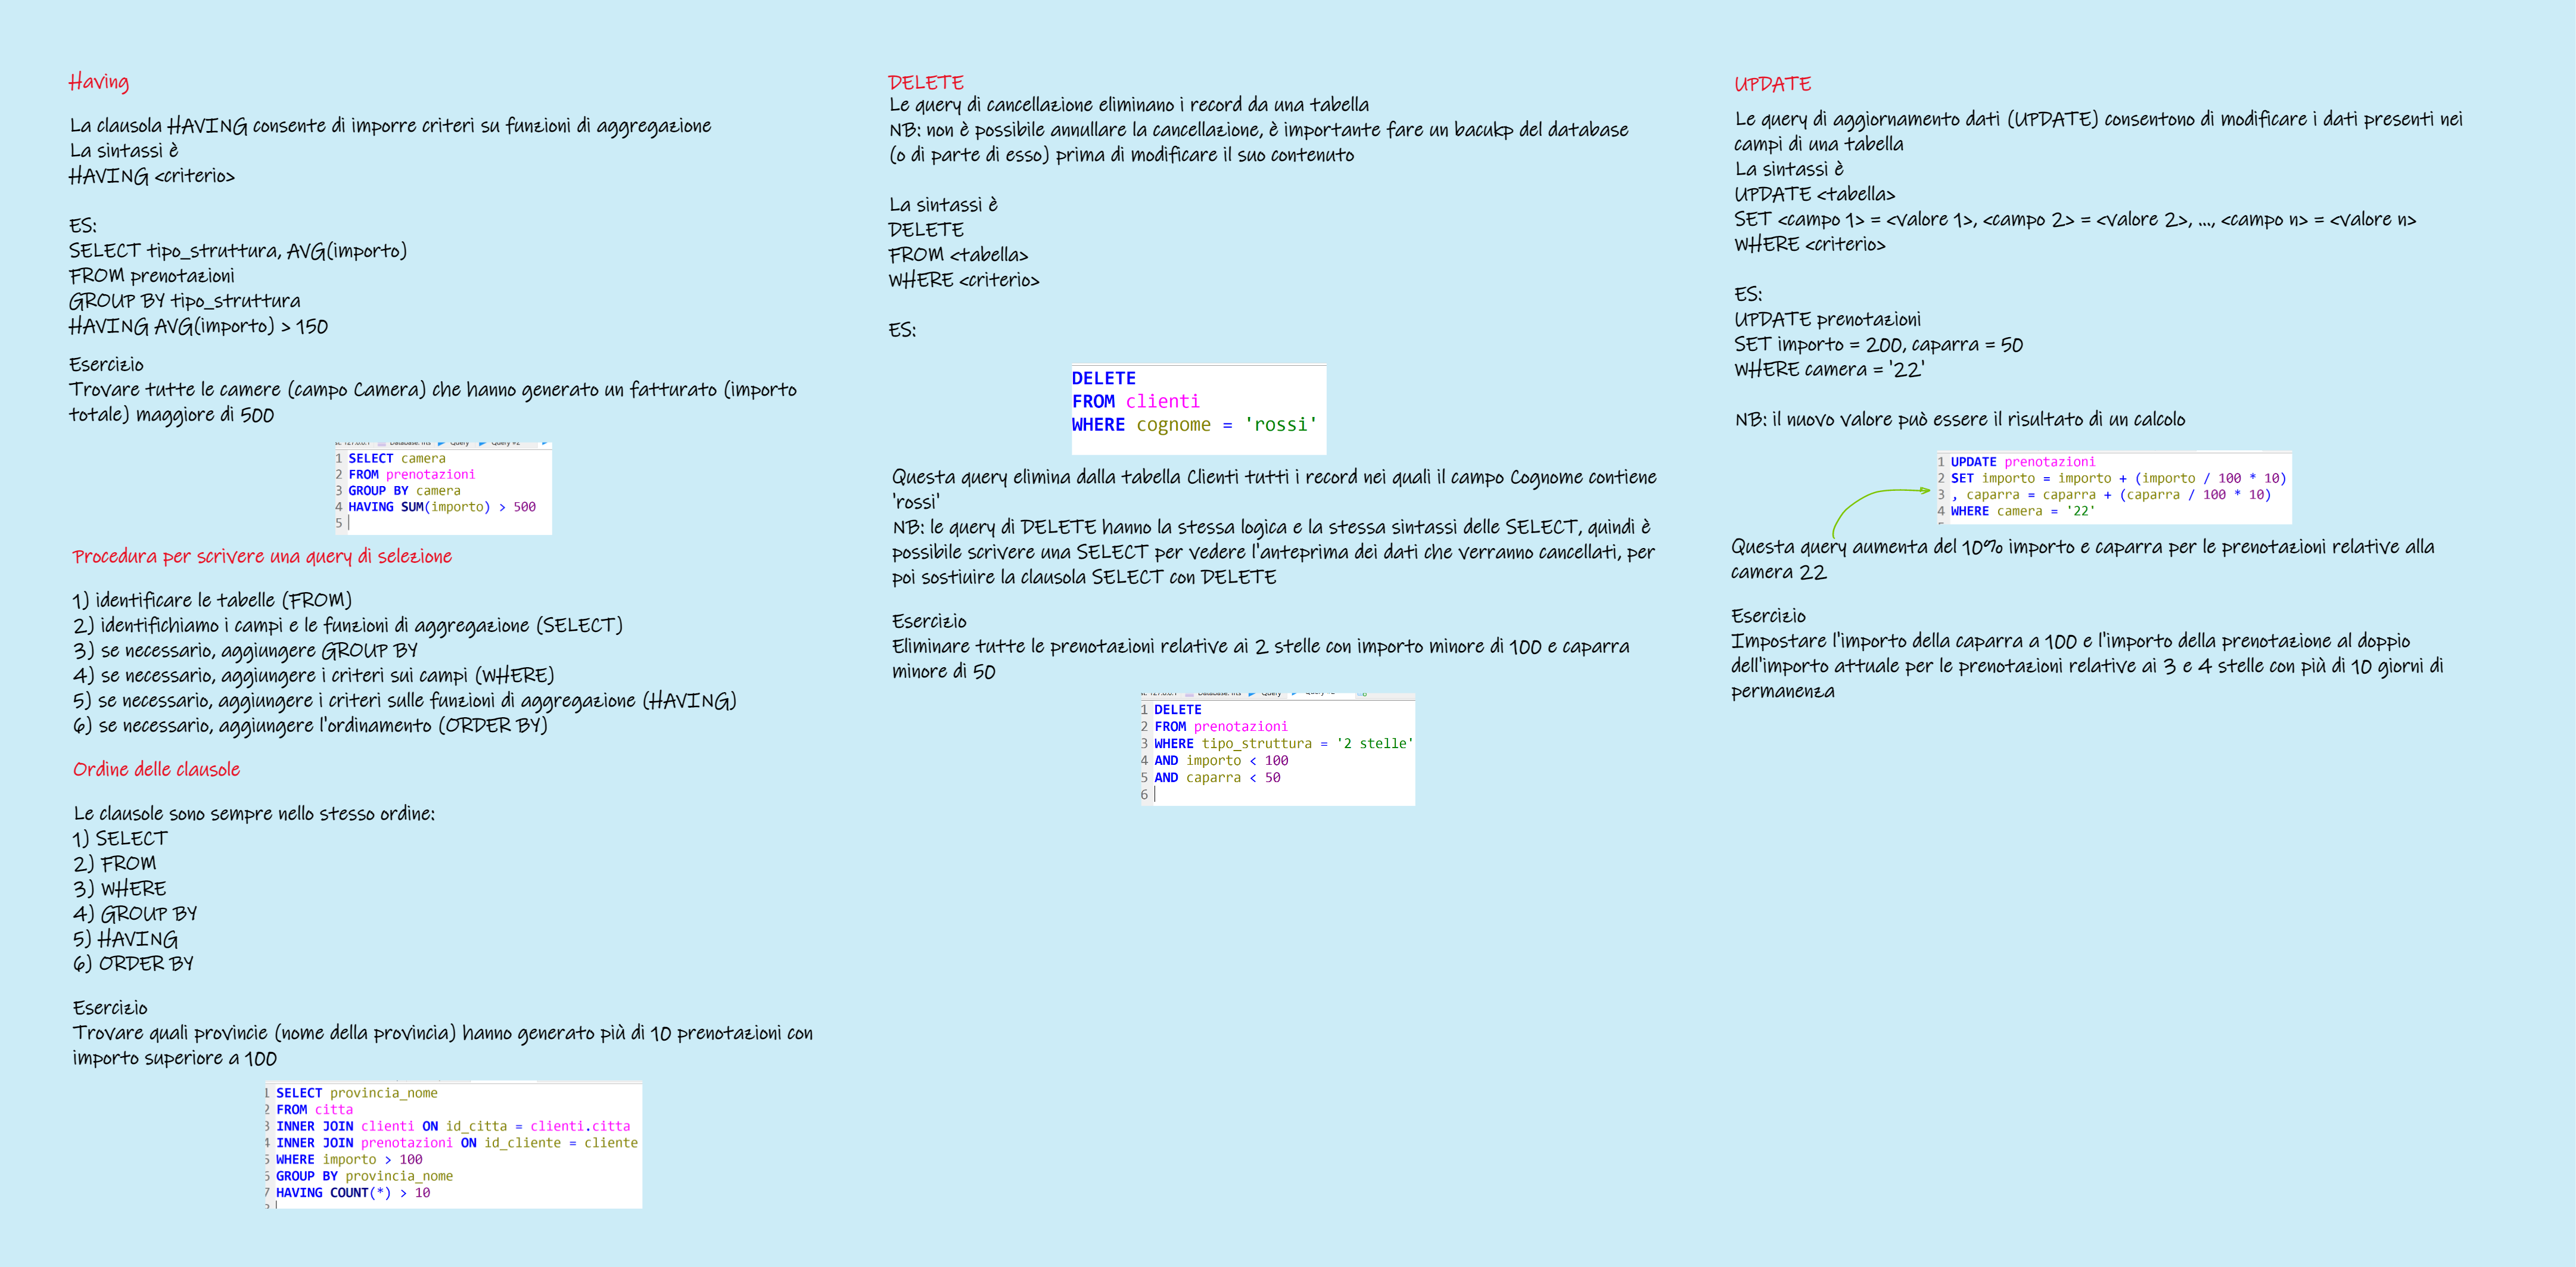 Having
La clausola HAVING consente di imporre criteri su funzioni di aggregazione
La sintassi è
HAVING <criterio>
ES:
SELECT tipo_struttura, AVG(importo)
FROM prenotazioni
GROUP BY tipo_struttura
HAVING AVG(importo) > 150
Esercizio
Trovare tutte le camere (campo Camera) che hanno generato un fatturato (importo
totale) maggiore di 500
1 SELECT camera
2 FROM prenotazioni
3 GROUP BY camera
4 HAVING SUM(importo) > 500
5
Procedura per scrivere una query di selezione
1) identificare le tabelle (FROM)
2) identifichiamo i campi e le funzioni di aggregazione (SELECT)
3) se necessario, aggiungere GROUP BY
4) se necessario, aggiungere i criteri sui campi (WHERE)
5) se necessario, aggiungere i criteri sulle funzioni di aggregazione (HAVING)
6) se necessario, aggiungere l'ordinamento (ORDER BY)
Ordine delle clausole
Le clausole sono sempre nello stesso ordine:
1) SELECT
2) FROM
3) WHERE
4) GROUP BY
5) HAVING
6) ORDER BY
Esercizio
Trovare quali provincie (nome della provincia) hanno generato più di 10 prenotazioni con
importo superiore a 100
1 SELECT provincia_nome
2 FROM citta
3 INNER JOIN clienti ON id_citta = clienti.citta
4 INNER JOIN prenotazioni ON id_cliente = cliente
5 WHERE importo > 100
6 GROUP BY provincia_nome
7 HAVING COUNT(*) > 10
DELETE
Le query di cancellazione eliminano i record da una tabella
NB: non è possibile annullare la cancellazione, è importante fare un bacukp del database
(o di parte di esso) prima di modificare il suo contenuto
La sintassi è
DELETE
FROM <tabella>
WHERE <criterio>
ES:
DELETE
FROM clienti
WHERE cognome = 'rossi'
Questa query elimina dalla tabella Clienti tutti i record nei quali il campo Cognome contiene
'rossi'
NB: le query di DELETE hanno la stessa logica e la stessa sintassi delle SELECT, quindi è
possibile scrivere una SELECT per vedere l'anteprima dei dati che verranno cancellati, per
poi sostiuire la clausola SELECT con DELETE
Esercizio
Eliminare tutte le prenotazioni relative ai 2 stelle con importo minore di 100 e caparra
minore di 50
1 DELETE
2 FROM prenotazioni
3 WHERE tipo_struttura = '2 stelle'
4 AND importo < 100
5 AND caparra < 50
6
UPDATE
Le query di aggiornamento dati (UPDATE) consentono di modificare i dati presenti nei
campi di una tabella
La sintassi è
UPDATE <tabella>
SET <campo 1> = <valore 1>, <campo 2> = <valore 2>, ..., <campo n> = <valore n>
WHERE <criterio>
ES:
UPDATE prenotazioni
SET importo = 200, caparra = 50
WHERE camera = '22'
NB: il nuovo valore può essere il risultato di un calcolo
1 UPDATE prenotazioni
2 SET importo = importo + (importo / 100 * 10)
3 , caparra = caparra + (caparra / 100 * 10)
4 WHERE camera = '22'
Questa query aumenta del 10% importo e caparra per le prenotazioni relative alla
camera 22
Esercizio
Impostare l'importo della caparra a 100 e l'importo della prenotazione al doppio
dell'importo attuale per le prenotazioni relative ai 3 e 4 stelle con più di 10 giorni di
permanenza